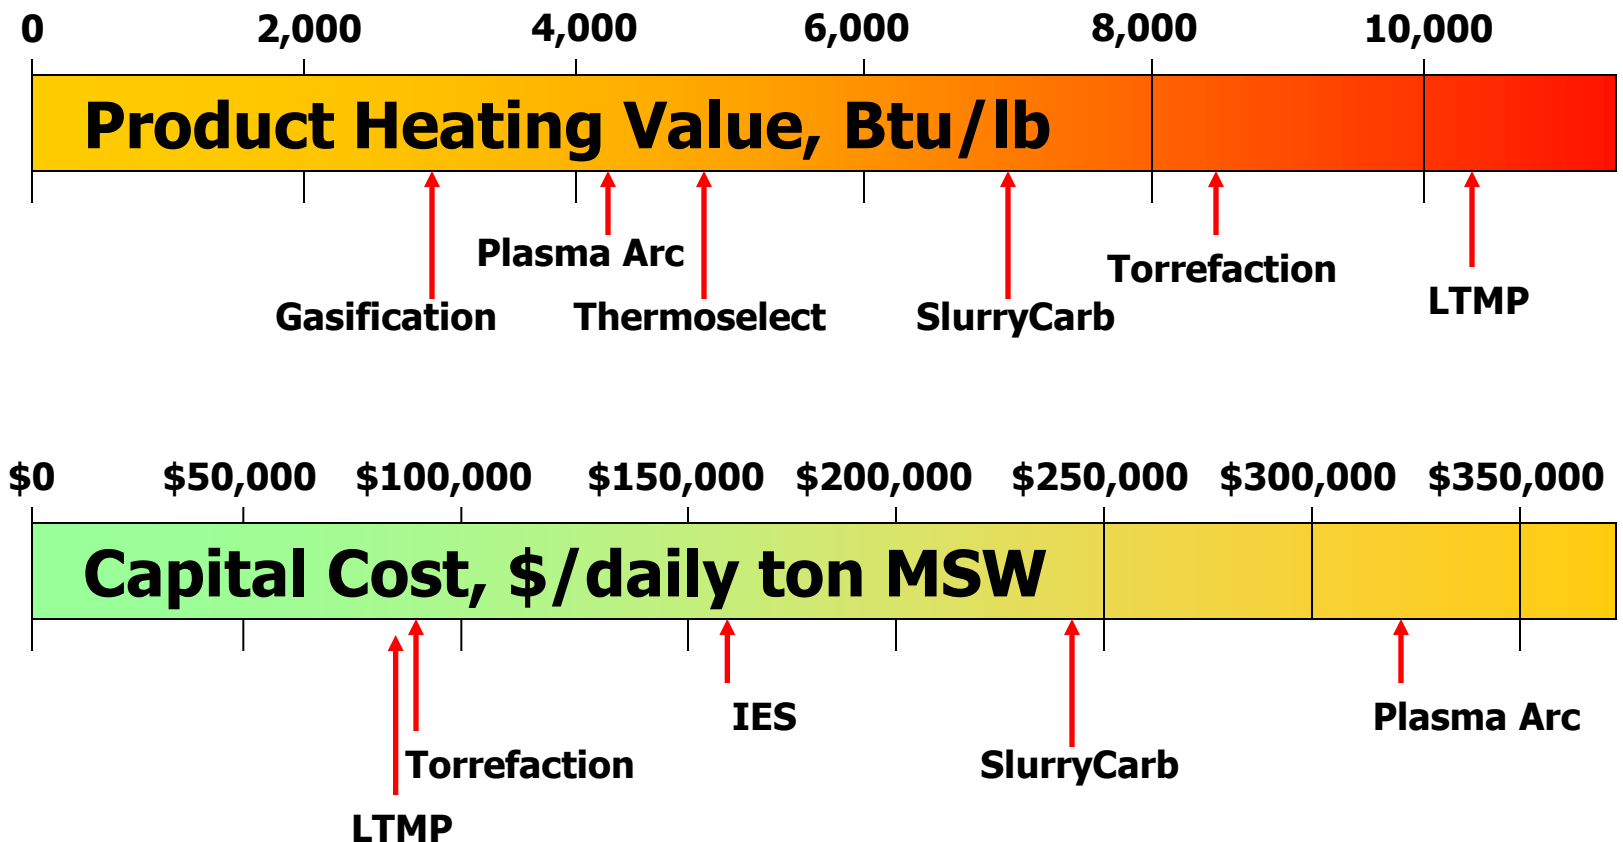 0 2,000 4,000 6,000 8,000 10,000
Product Heating Value, Btu/lb
Plasma Arc
Torrefaction
LTMP
Gasification Thermoselect SlurryCarb
$0 $50,000 $100,000 $150,000 $200,000 $250,000 $300,000 $350,000
Capital Cost, $/daily ton MSW
IES Plasma Arc
Torrefaction SlurryCarb
LTMP